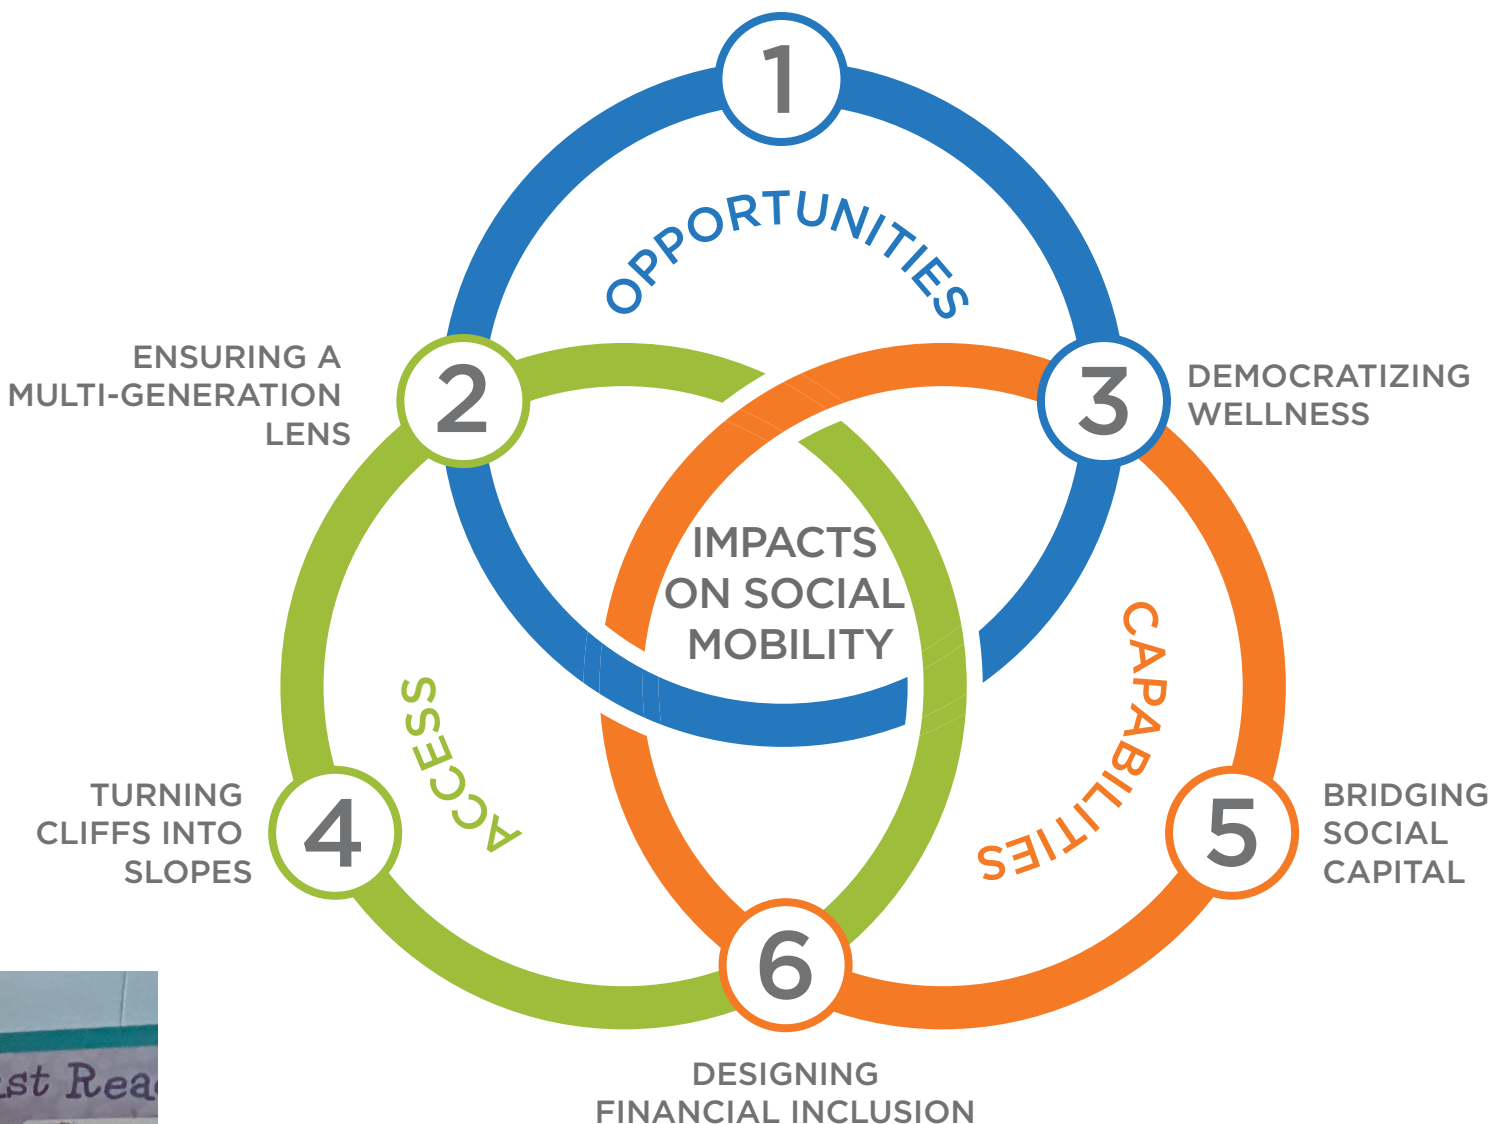 1
OPPORTUNITIES
ENSURING A
MULTI-GENERATION
LENS
2
3
DEMOCRATIZING
WELLNESS
IMPACTS
ON SOCIAL
MOBILITY
ACCESS
CAPABILITIES
TURNING
CLIFFS INTO
SLOPES
4
5
BRIDGING
SOCIAL
CAPITAL
6
DESIGNING
FINANCIAL INCLUSION